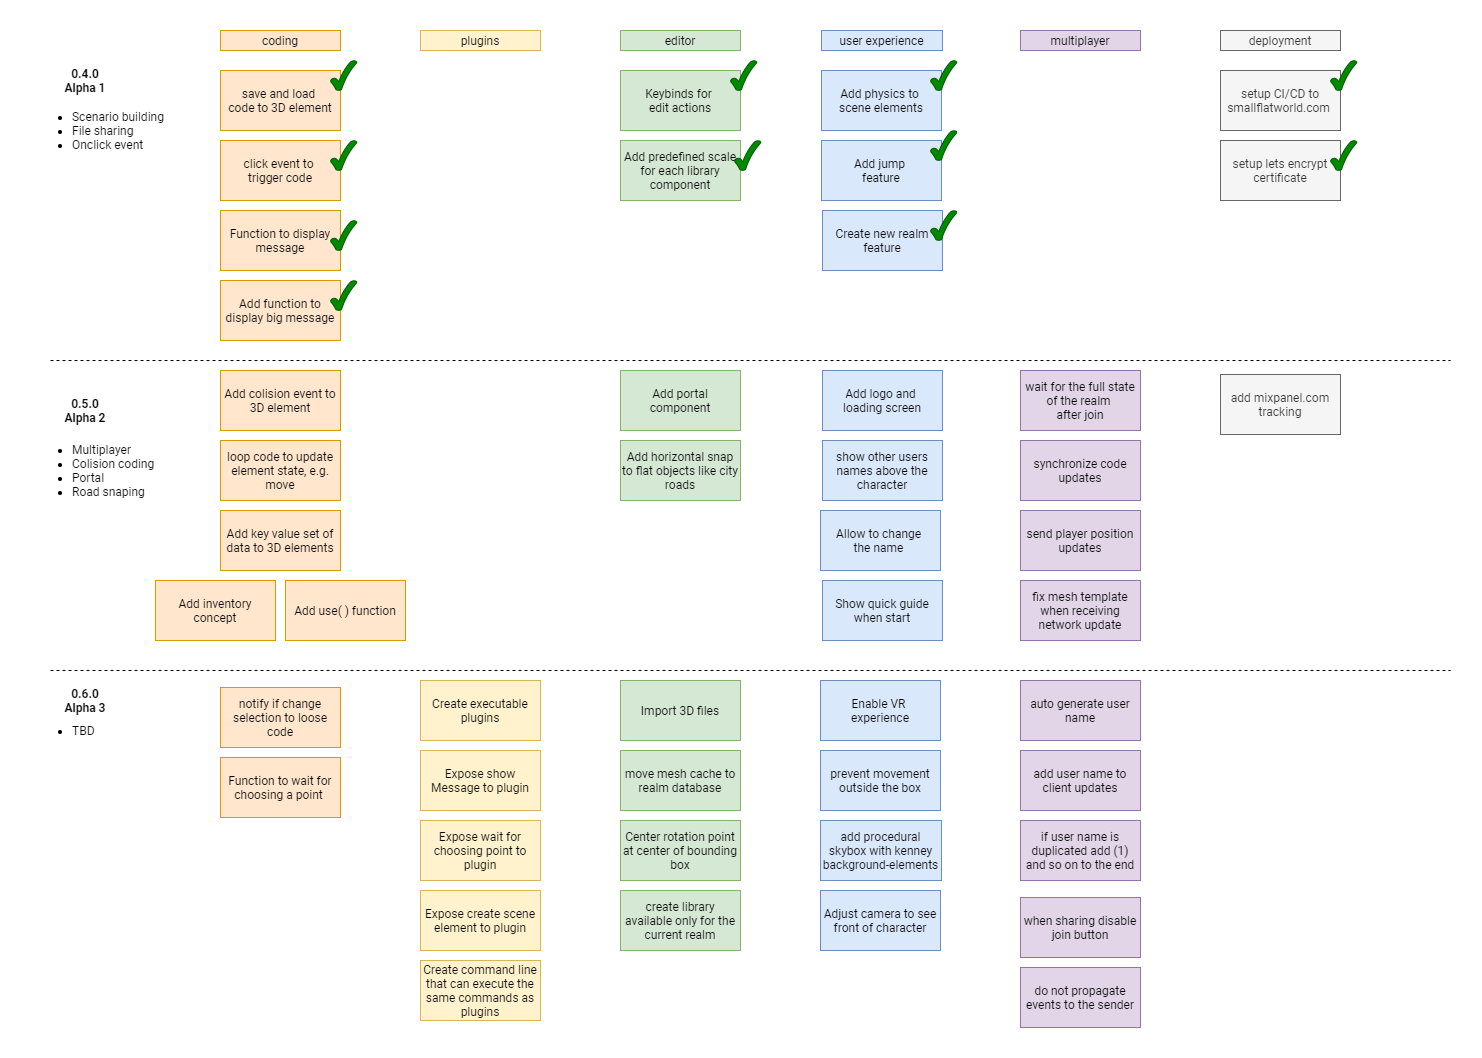 coding
plugins
editor
user experience
multiplayer
deployment
0.4.0
Alpha 1
Scenario building
File sharing
Onclick event
save and load
code to 3D element
click event to
trigger code
Function to display
message
Add function to
display big message
Keybinds for
edit actions
Add predefined scale
for each library
component
Add physics to
scene elements
Add jump
feature
Create new realm
feature
setup CI/CD to
smallflatworld.com
setup lets encrypt
certificate
0.5.0
Alpha 2
Multiplayer
Colision coding
Portal
Road snaping
Add colision event to
3D element
loop code to update
element state, e.g.
move
Add key value set of
data to 3D elements
Add inventory
concept
Add use( ) function
Add portal
component
Add horizontal snap
to flat objects like city
roads
Add logo and
loading screen
show other users
names above the
character
Allow to change
the name
Show quick guide
when start
wait for the full state
of the realm
after join
synchronize code
updates
send player position
updates
fix mesh template
when receiving
network update
add mixpanel.com
tracking
0.6.0
Alpha 3
TBD
notify if change
selection to loose
code
Function to wait for
choosing a point
Create executable
plugins
Expose show
Message to plugin
Expose wait for
choosing point to
plugin
Expose create scene
element to plugin
Create command line
that can execute the
same commands as
plugins
Import 3D files
move mesh cache to
realm database
Center rotation point
at center of bounding
box
create library
available only for the
current realm
Enable VR
experience
prevent movement
outside the box
add procedural
skybox with kenney
background-elements
Adjust camera to see
front of character
auto generate user
name
add user name to
client updates
if user name is
duplicated add (1)
and so on to the end
when sharing disable
join button
do not propagate
events to the sender